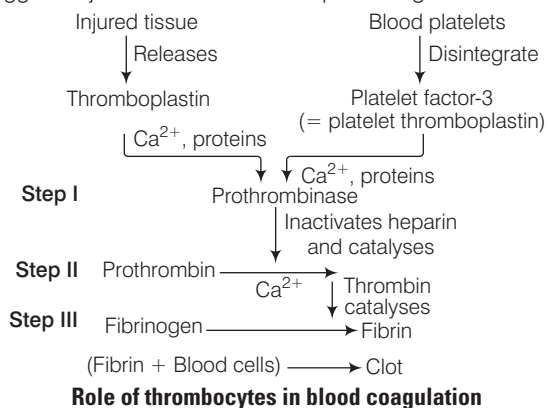 Injured tissue Blood platelets
Releases Disintegrate
Thromboplastin Platelet factor-3
(= platelet thromboplastin)
Ca2+, proteins
Ca2+, proteins
Step I Prothrombinase
Inactivates heparin
and catalyses
Step II Prothrombin Ca2+ Thrombin
catalyses
Step III Fibrinogen Fibrin
(Fibrin + Blood cells) Clot
Role of thrombocytes in blood coagulation